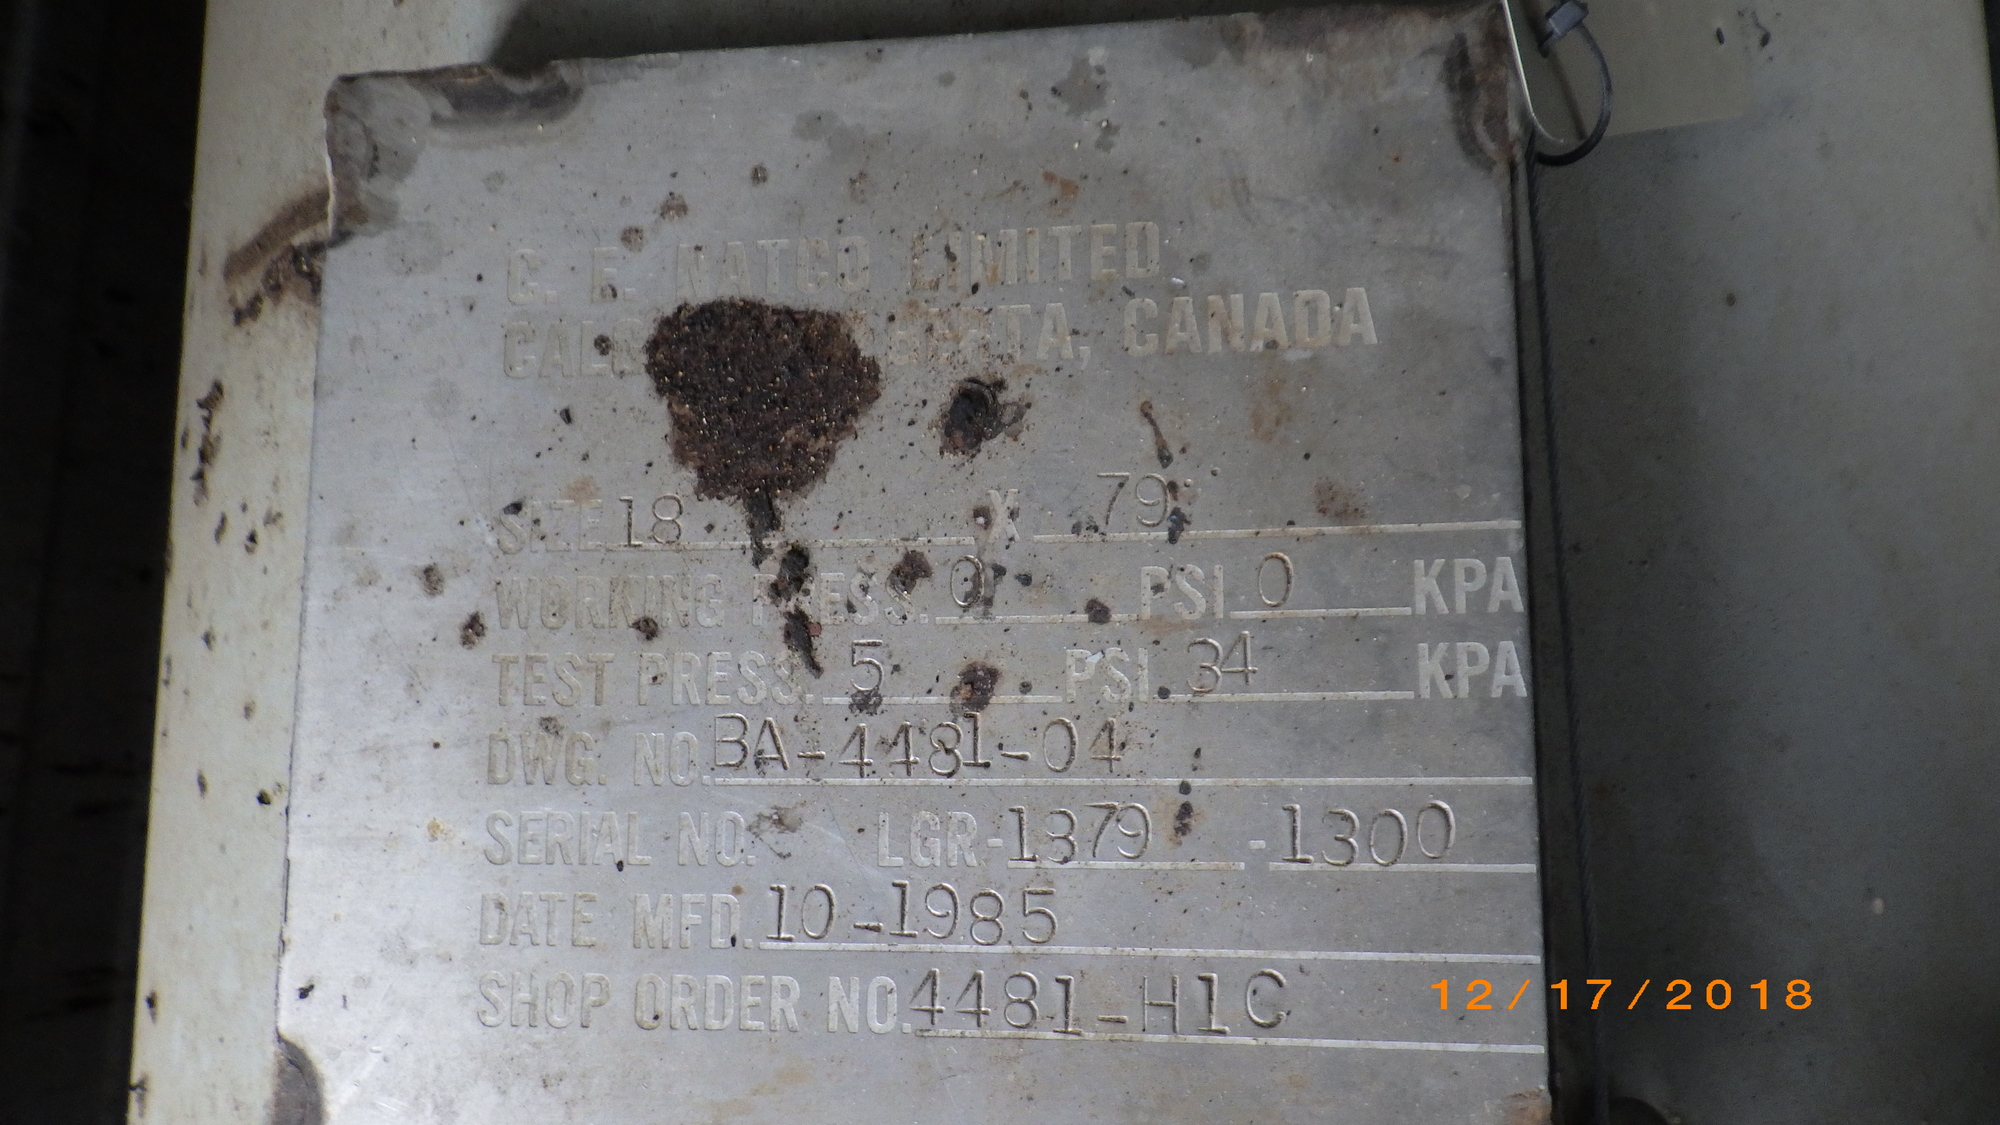 C. E. NATCO LIMITED
CALG BERTA, CANADA
SIZE 18 X 79
WORKING PRESS. 0 PSI 0 KPA
TEST PRESS. 5 PSI 34 KPA
DWG. NO. BA-4481-04
SERIAL NO. LGR-1379 -1300
DATE MFD. 10-1985
SHOP ORDER NO. 4481-H1C
12/17/2018